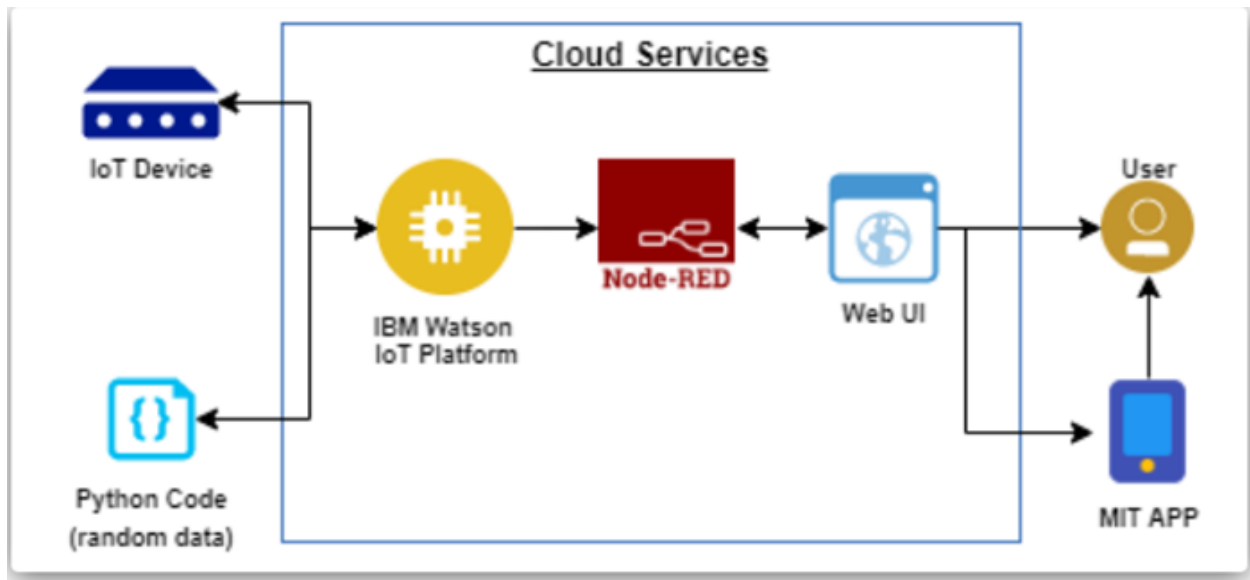 Cloud Services
IoT Device
User
Node-RED
Web UI
IBM Watson
IoT Platform
{}
Python Code
(random data)
MIT APP